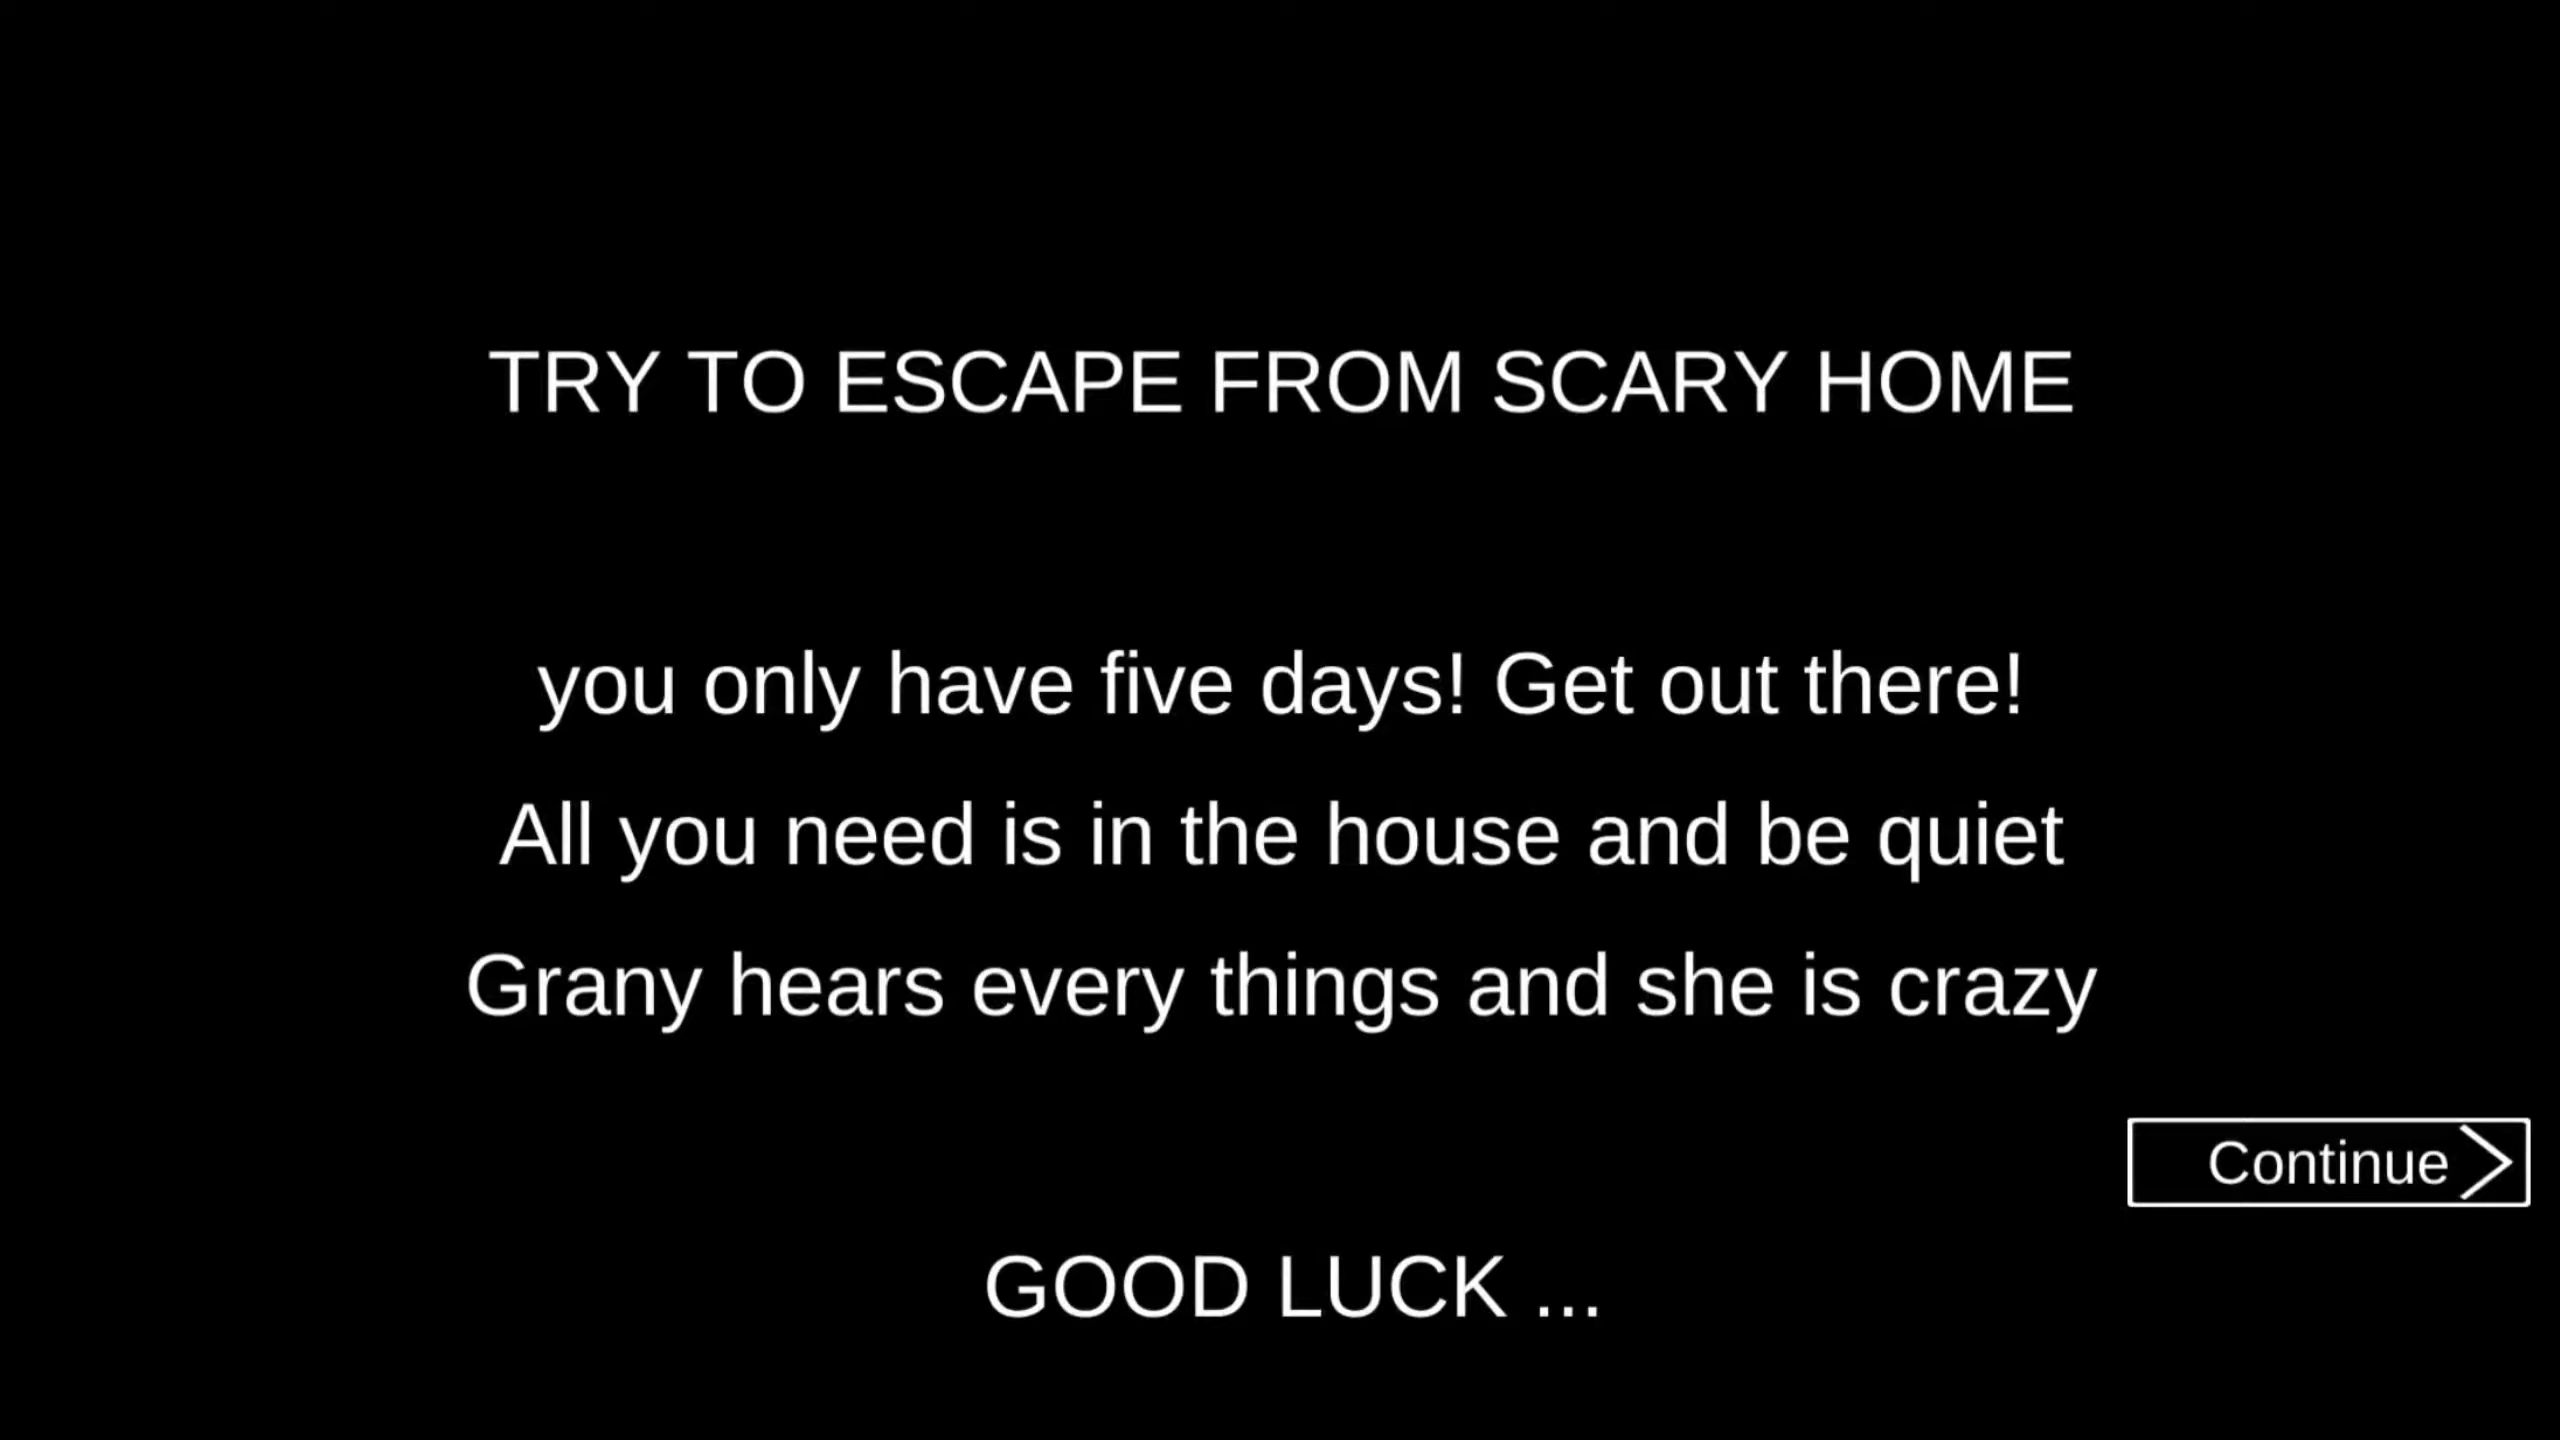 TRY TO ESCAPE FROM SCARY HOME
you only have five days! Get out there!
All you need is in the house and be quiet
Grany hears every things and she is crazy
Continue
GOOD LUCK ...